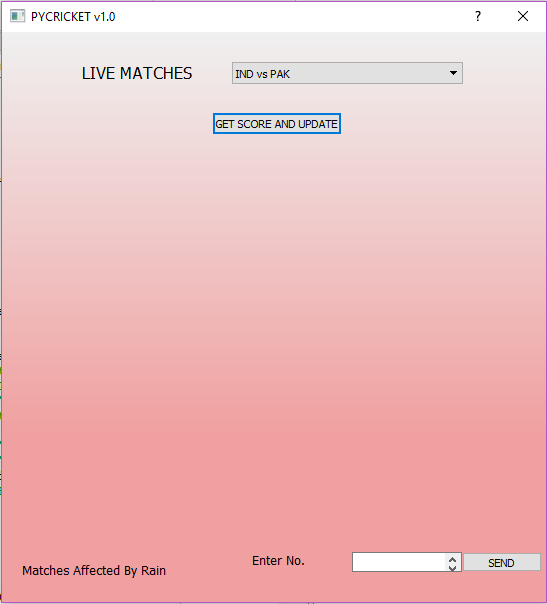 PYCRICKET v1.0
?
LIVE MATCHES
IND vs PAK
GET SCORE AND UPDATE
Enter No.
SEND
Matches Affected By Rain